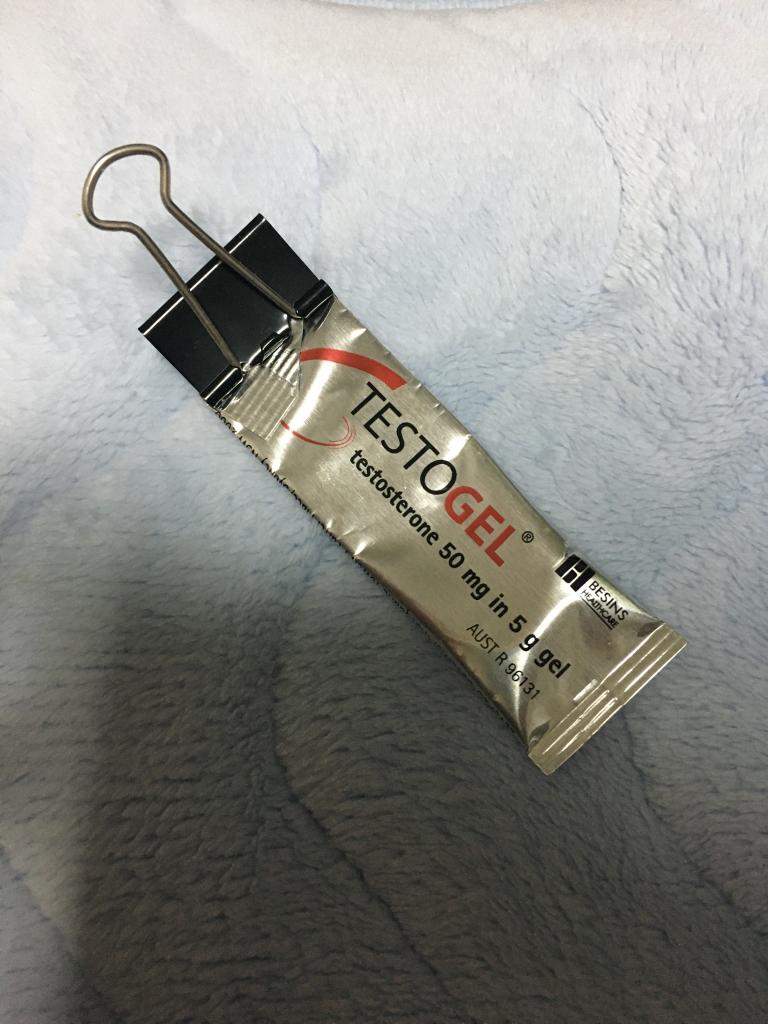 TESTOGEL®
testosterone 50 mg in 5 g gel
AUST R 96131
BESINS
HEALTHCARE